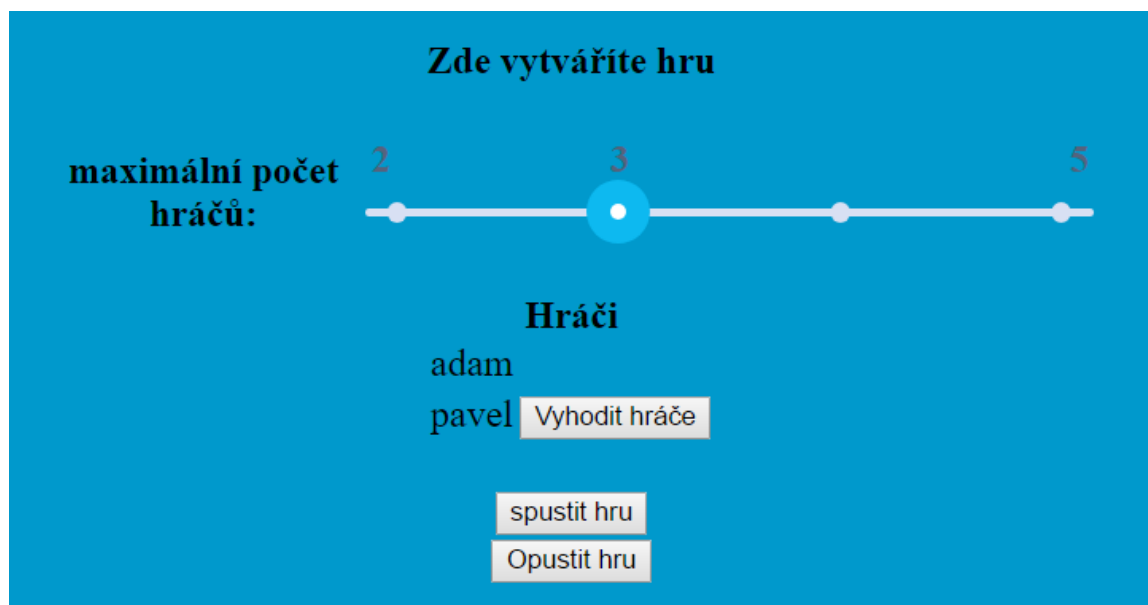 Zde vytváříte hru
2 3 5
maximální počet
hráčů:
Hráči
adam
pavel Vyhodit hráče
spustit hru
Opustit hru